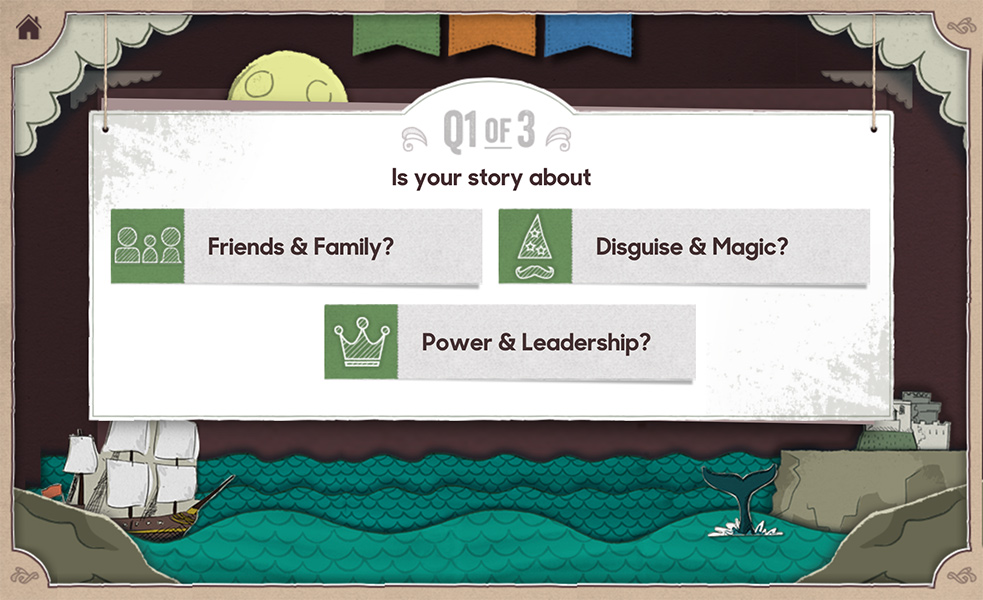 Q1 OF 3
Is your story about
Friends & Family?
Disguise & Magic?
Power & Leadership?